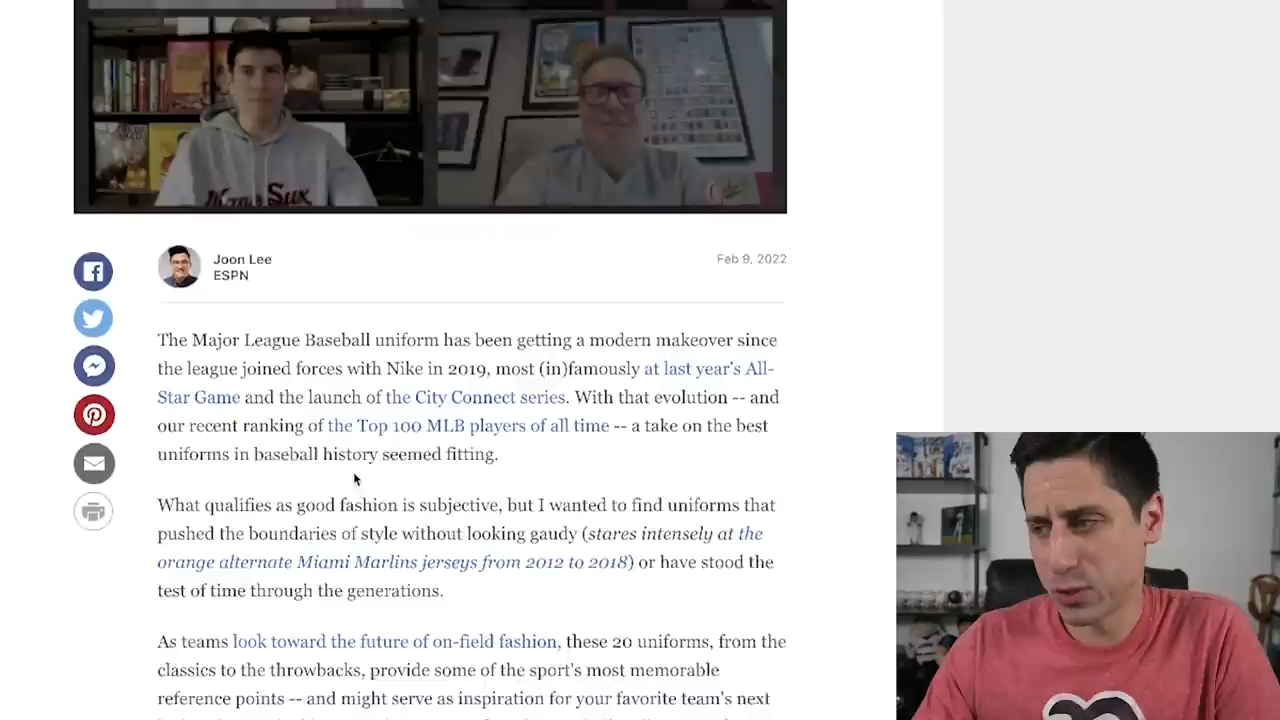 Joon Lee
ESPN
Feb 9, 2022
The Major League Baseball uniform has been getting a modern makeover since
the league joined forces with Nike in 2019, most (in)famously at last year's All-
Star Game and the launch of the City Connect series. With that evolution -- and
our recent ranking of the Top 100 MLB players of all time -- a take on the best
uniforms in baseball history seemed fitting.
What qualifies as good fashion is subjective, but I wanted to find uniforms that
pushed the boundaries of style without looking gaudy (stares intensely at the
orange alternate Miami Marlins jerseys from 2012 to 2018) or have stood the
test of time through the generations.
As teams look toward the future of on-field fashion, these 20 uniforms, from the
classics to the throwbacks, provide some of the sport's most memorable
reference points -- and might serve as inspiration for your favorite team's next